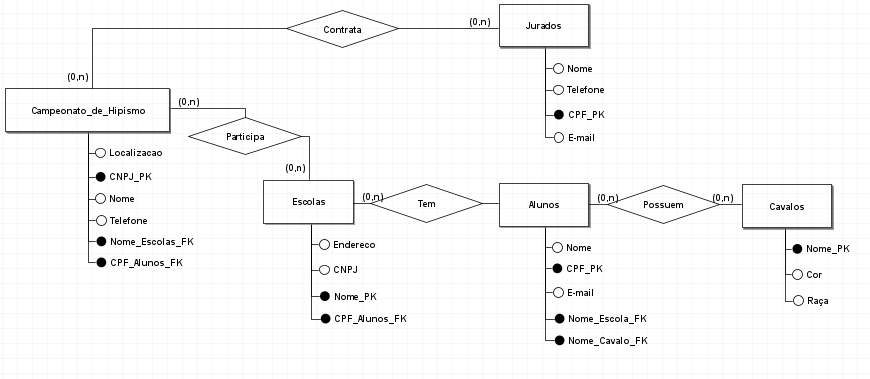 Contrata
(0,n)
Jurados
Nome
Telefone
CPF_PK
E-mail
(0,n)
Campeonato_de_Hipismo
(0,n)
Localizacao
CNPJ_PK
Nome
Telefone
Nome_Escolas_FK
CPF_Alunos_FK
Participa
(0,n)
Escolas
(0,n)
Endereco
CNPJ
Nome_PK
CPF_Alunos_FK
Tem
Alunos
(0,n)
Nome
CPF_PK
E-mail
Nome_Escola_FK
Nome_Cavalo_FK
Possuem
(0,n)
Cavalos
Nome_PK
Cor
Raça